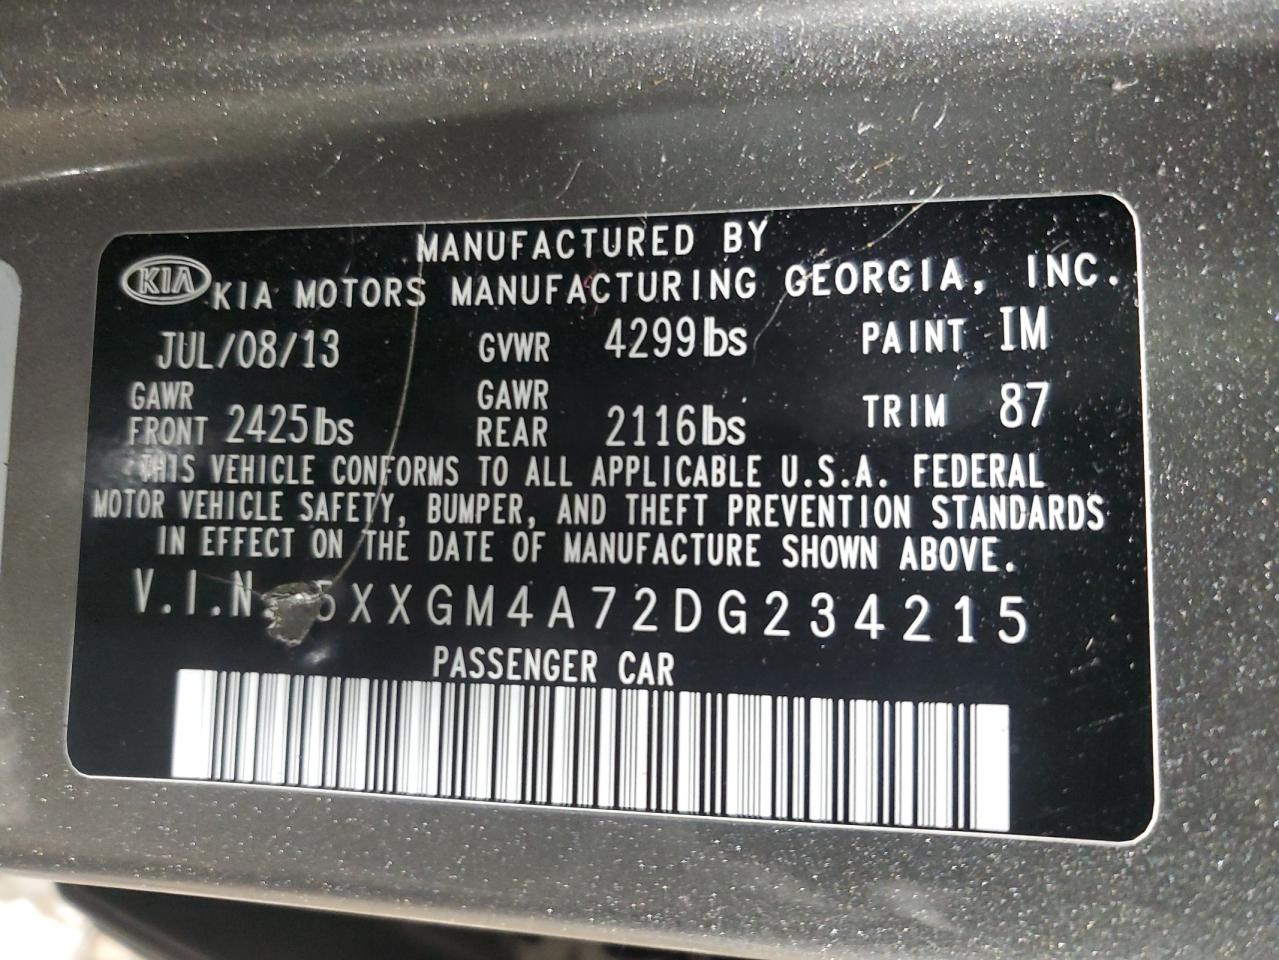 MANUFACTURED BY
KIA KIA MOTORS MANUFACTURING GEORGIA, INC.
JUL/08/13 GVWR 4299lbs PAINT IM
GAWR FRONT 2425lbs GAWR REAR 2116lbs TRIM 87
THIS VEHICLE CONFORMS TO ALL APPLICABLE U.S.A. FEDERAL
MOTOR VEHICLE SAFETY, BUMPER, AND THEFT PREVENTION STANDARDS
IN EFFECT ON THE DATE OF MANUFACTURE SHOWN ABOVE.
V.I.N. 5XXGM4A72DG234215
PASSENGER CAR